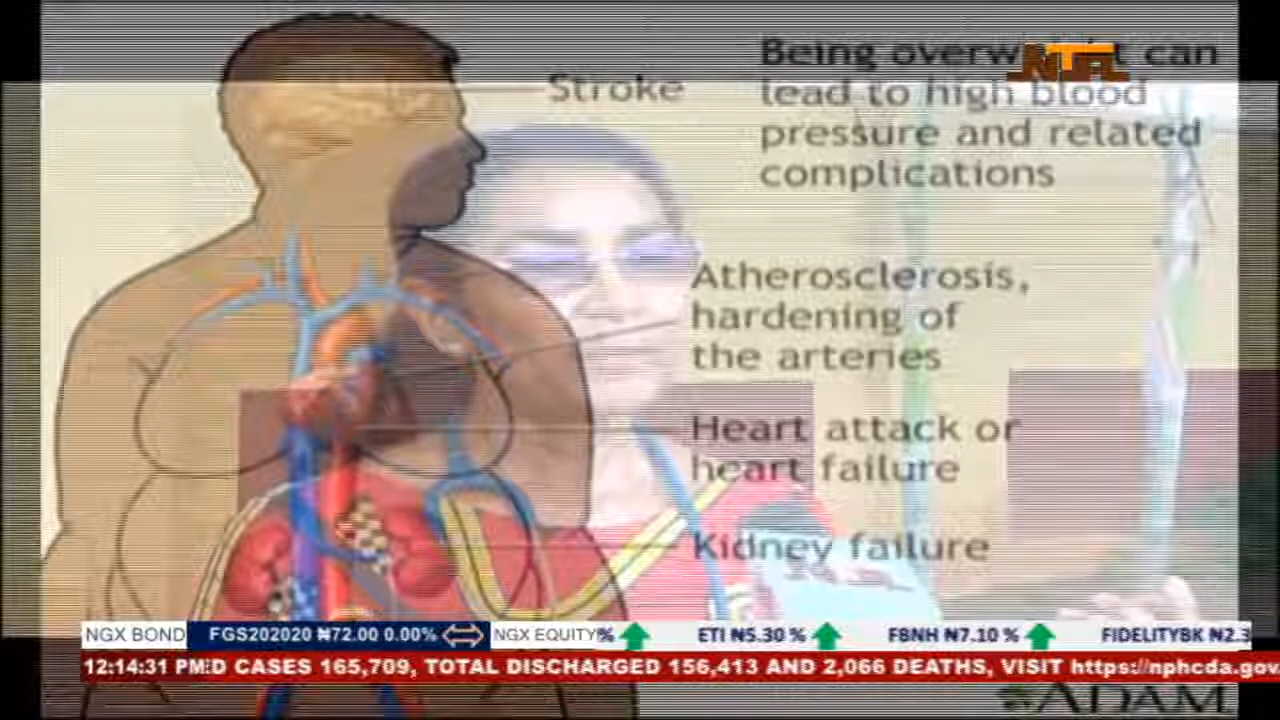 Being overw t can
NTA
Stroke
lead to high blood
pressure and related
complications
Atherosclerosis,
hardening of
the arteries
Heart attack or
heart failure
Kidney failure
NGX BOND FGS202020 ₦72.00 0.00% NGX EQUITY % ETI ₦5.30 % FBNH ₦7.10 % FIDELITYBK ₦2.3
12:14:31 PM D CASES 165,709, TOTAL DISCHARGED 156,413 AND 2,066 DEATHS, VISIT https://nphcda.gov
ADAM